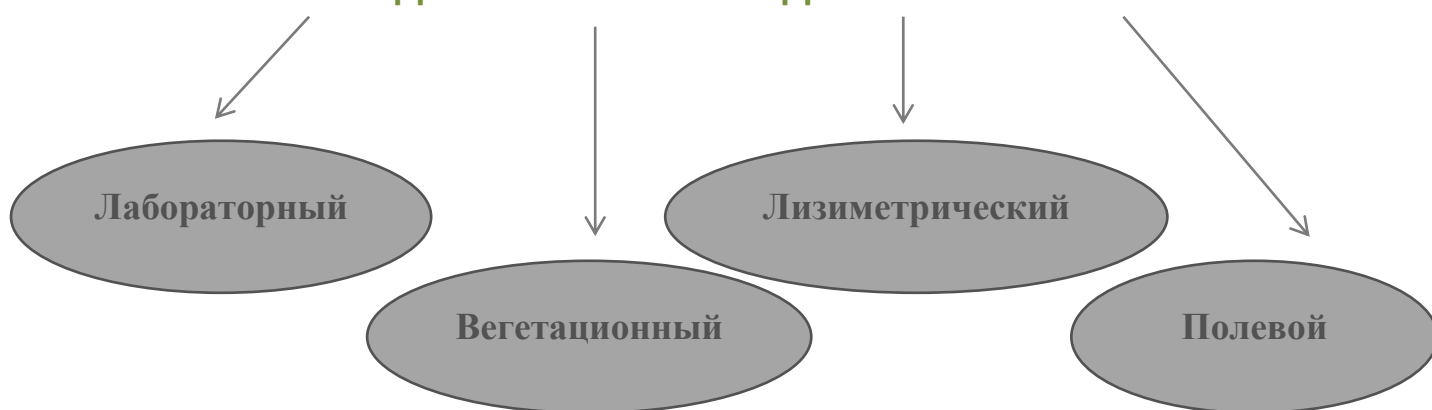 Лабораторный
Лизиметрический
Вегетационный
Полевой